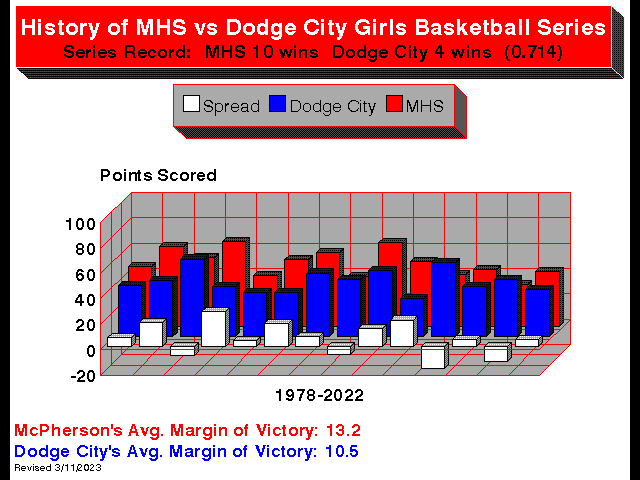 History of MHS vs Dodge City Girls Basketball Series
Series Record: MHS 10 wins Dodge City 4 wins (0.714)
Spread Dodge City MHS
Points Scored
100
80
60
40
20
0
-20
1978-2022
McPherson's Avg. Margin of Victory: 13.2
Dodge City's Avg. Margin of Victory: 10.5
Revised 3/11/2023